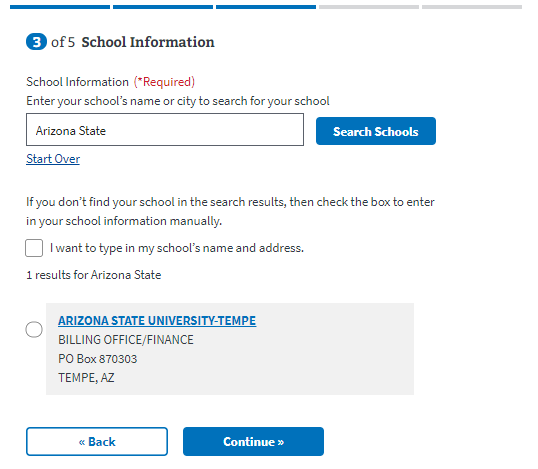 3 of 5 School Information
School Information (*Required)
Enter your school's name or city to search for your school
Arizona State
Search Schools
Start Over
If you don't find your school in the search results, then check the box to enter
in your school information manually.
I want to type in my school's name and address.
1 results for Arizona State
ARIZONA STATE UNIVERSITY-TEMPE
BILLING OFFICE/FINANCE
PO Box 870303
TEMPE, AZ
« Back
Continue »